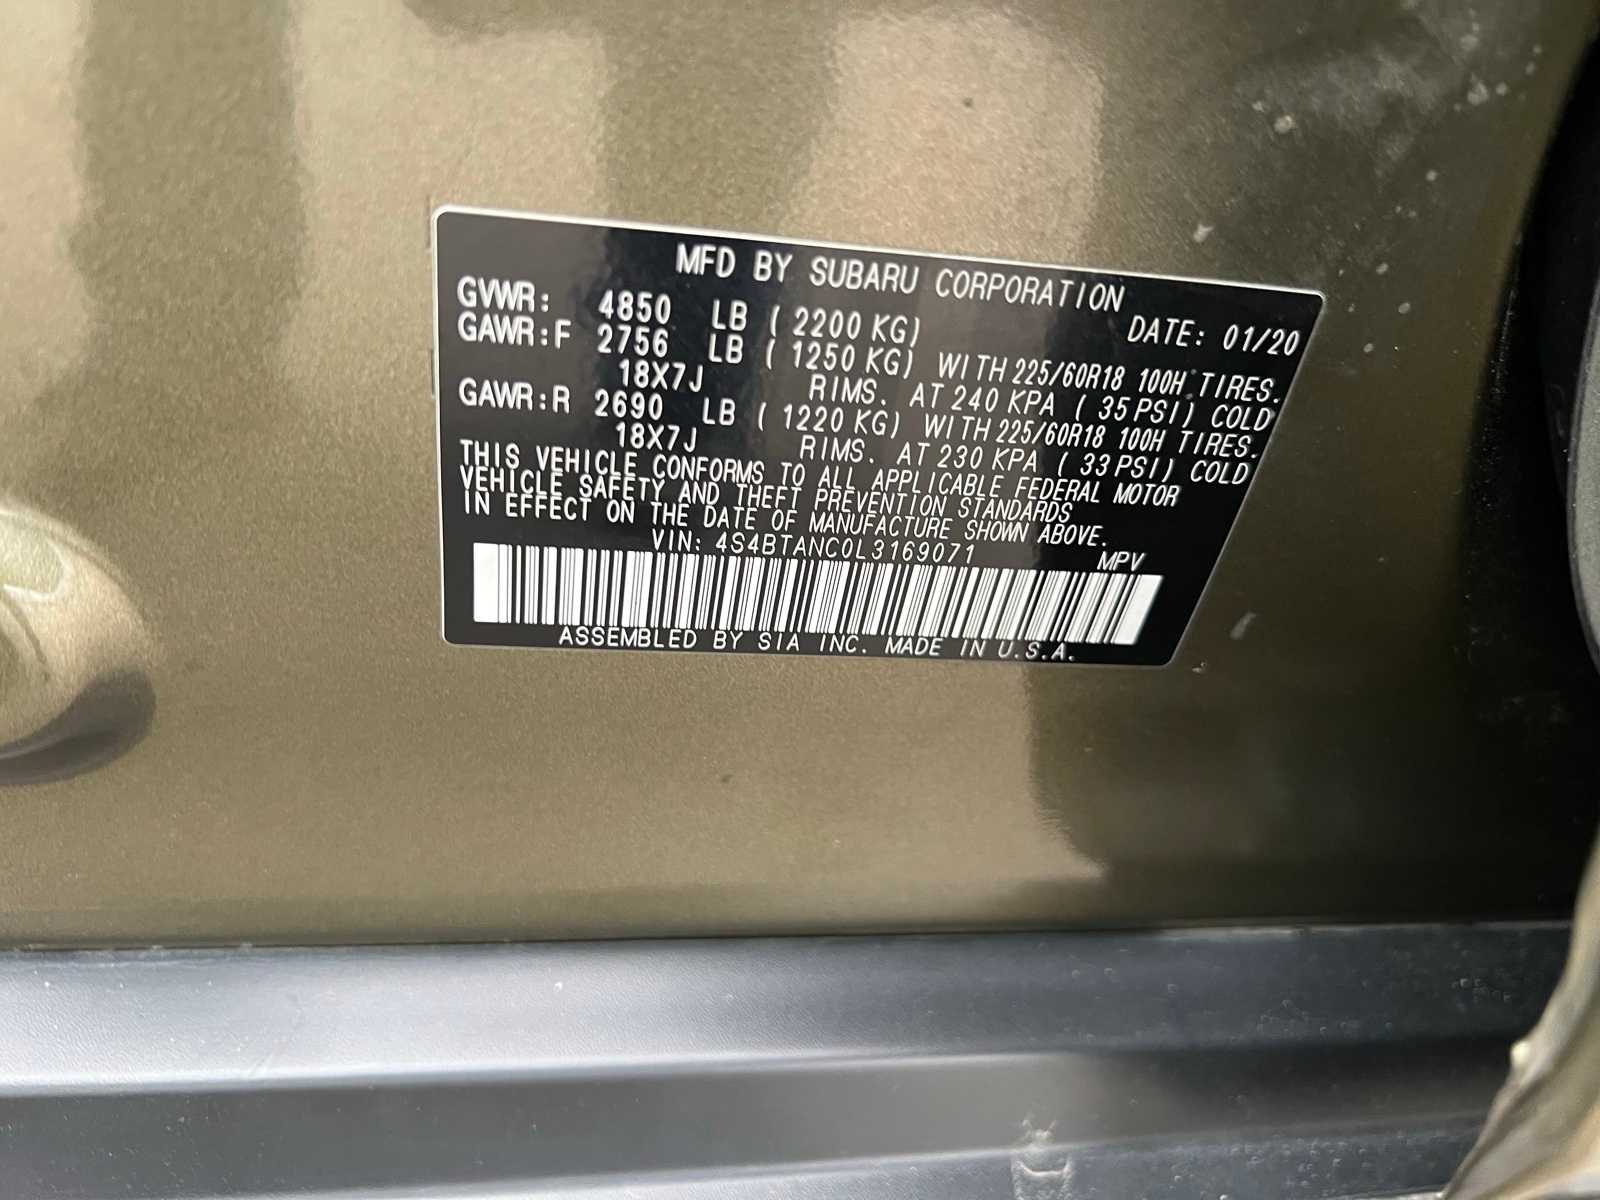 MFD BY SUBARU CORPORATION
GVWR: 4850 LB ( 2200 KG) DATE: 01/20
GAWR:F 2756 LB ( 1250 KG) WITH 225/60R18 100H TIRES.
18X7J RIMS. AT 240 KPA ( 35 PSI) COLD
GAWR:R 2690 LB ( 1220 KG) WITH 225/60R18 100H TIRES.
18X7J RIMS. AT 230 KPA ( 33 PSI) COLD
THIS VEHICLE CONFORMS TO ALL APPLICABLE FEDERAL MOTOR
VEHICLE SAFETY AND THEFT PREVENTION STANDARDS
IN EFFECT ON THE DATE OF MANUFACTURE SHOWN ABOVE.
VIN: 4S4BTANC0L3169071 MPV
ASSEMBLED BY SIA INC. MADE IN U.S.A.